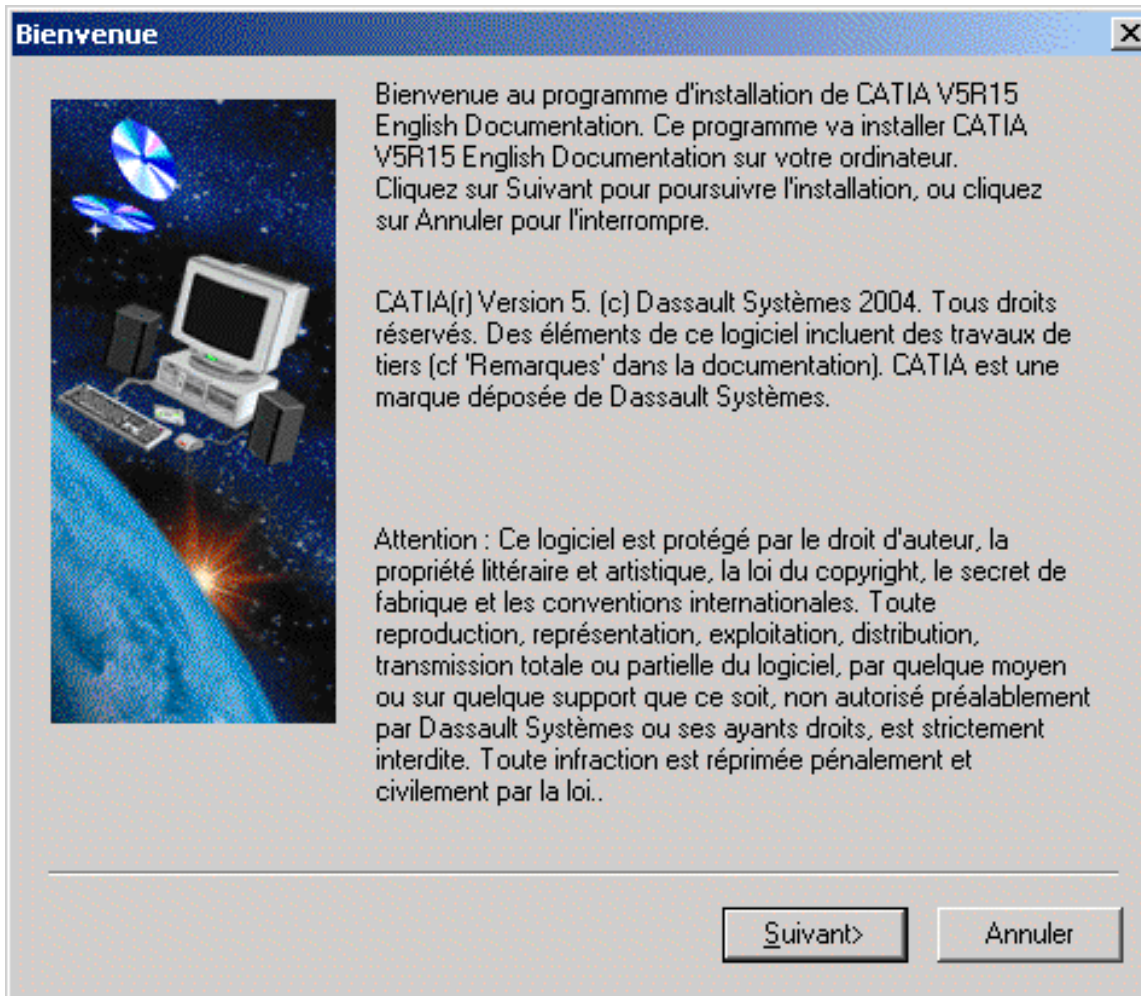 Bienvenue
Bienvenue au programme d'installation de CATIA V5R15
English Documentation. Ce programme va installer CATIA
V5R15 English Documentation sur votre ordinateur.
Cliquez sur Suivant pour poursuivre l'installation, ou cliquez
sur Annuler pour l'interrompre.
CATIA(r) Version 5. (c) Dassault Systèmes 2004. Tous droits
réservés. Des éléments de ce logiciel incluent des travaux de
tiers (cf 'Remarques' dans la documentation). CATIA est une
marque déposée de Dassault Systèmes.
Attention : Ce logiciel est protégé par le droit d'auteur, la
propriété littéraire et artistique, la loi du copyright, le secret de
fabrique et les conventions internationales. Toute
reproduction, représentation, exploitation, distribution,
transmission totale ou partielle du logiciel, par quelque moyen
ou sur quelque support que ce soit, non autorisé préalablement
par Dassault Systèmes ou ses ayants droits, est strictement
interdite. Toute infraction est réprimée pénalement et
civilement par la loi..
Suivant>
Annuler